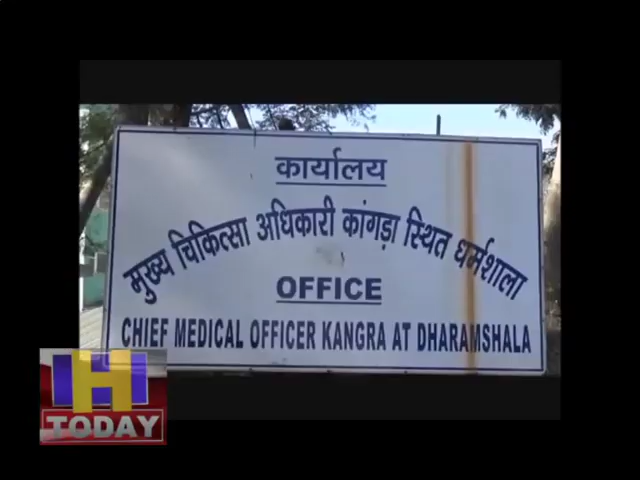 कार्यालय
मुख्य चिकित्सा अधिकारी कांगड़ा स्थित धर्मशाला
OFFICE
CHIEF MEDICAL OFFICER KANGRA AT DHARAMSHALA
H
TODAY